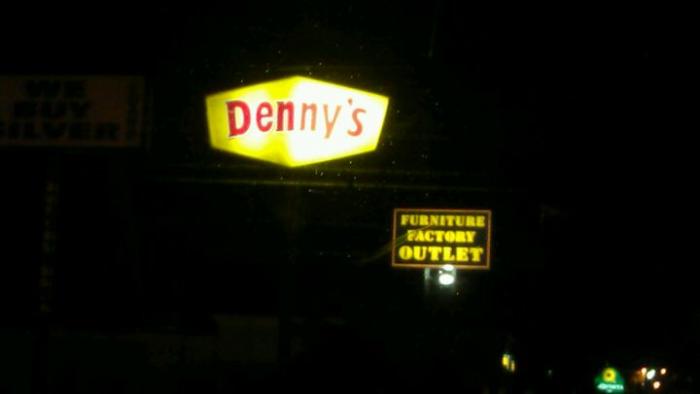 WE
BUY
SILVER
Denny's
FURNITURE
FACTORY
OUTLET